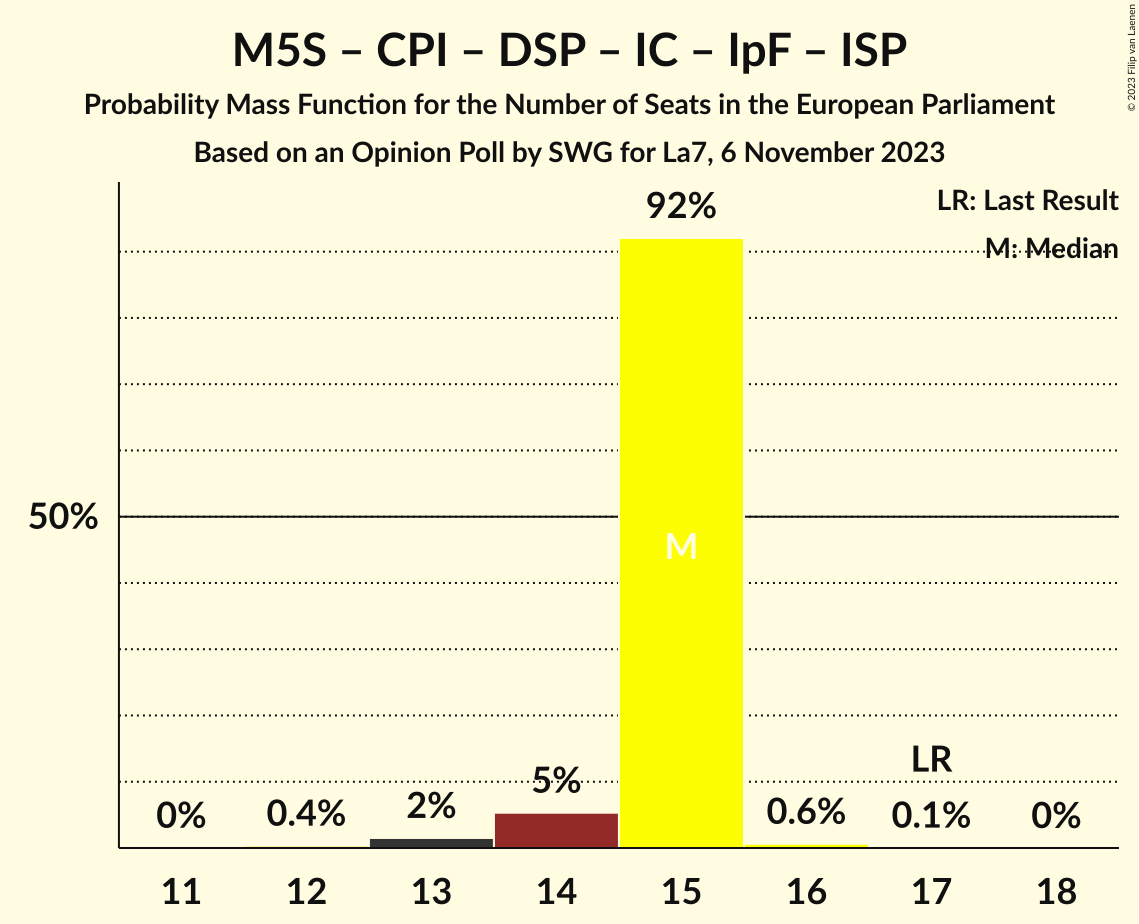 M5S – CPI – DSP – IC – IpF – ISP
Probability Mass Function for the Number of Seats in the European Parliament
Based on an Opinion Poll by SWG for La7, 6 November 2023
© 2023 Filip van Laenen
LR: Last Result
M: Median
92%
50%
M
LR
0%
0.4%
2%
5%
0.6%
0.1%
0%
11 12 13 14 15 16 17 18